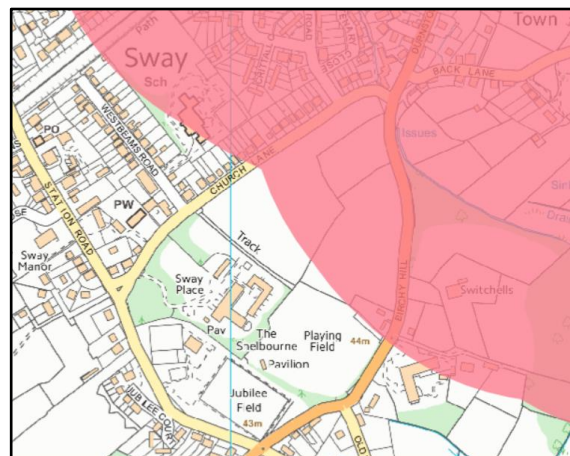 Path
Town
Sway
Sch
BACK LANE
WESTBEAMS ROAD
PO
Issues
CHURCH LANE
STATION ROAD
PW
Track
Sway
Manor
Sway
Place
BIRCHY HILL
Switchells
Pav
The
Shelbourne
Playing
Field
44m
Pavilion
JUBILEE COURT
Jubilee
Field
43m
OLD